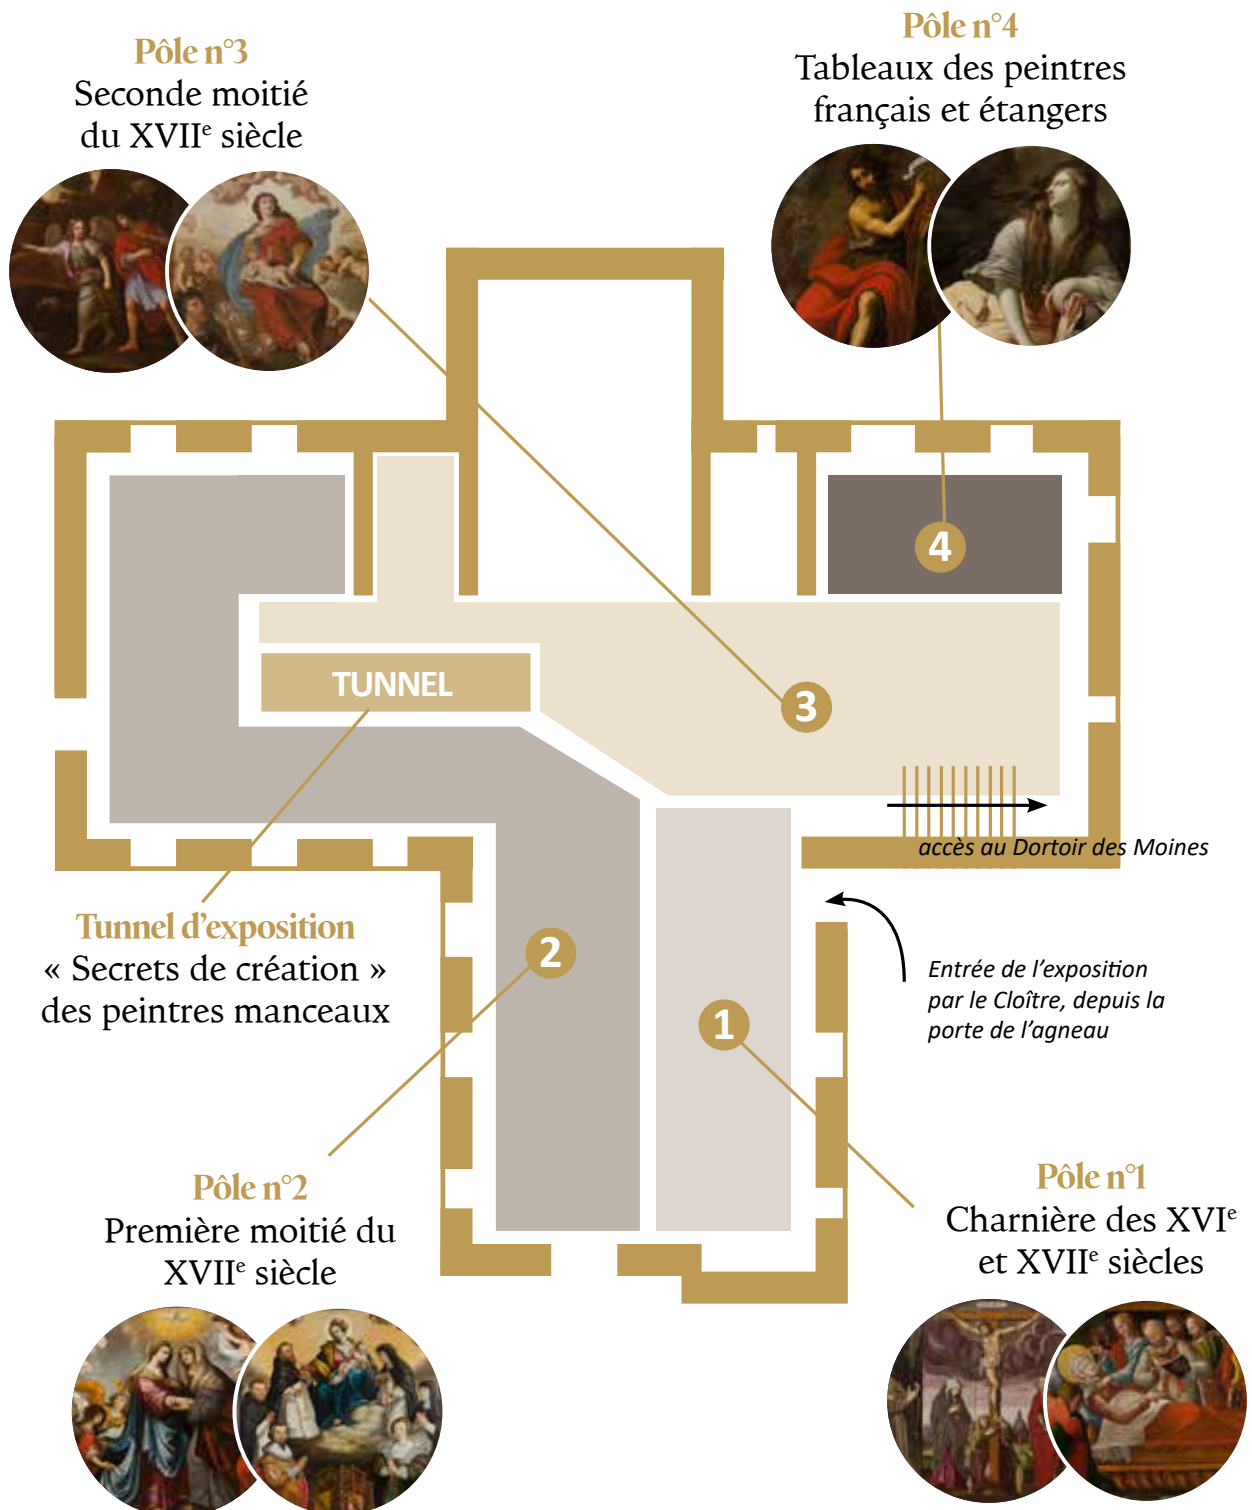 Pôle n°3
Seconde moitié
du XVIIᵉ siècle
Pôle n°4
Tableaux des peintres
français et étangers
4
TUNNEL
3
accès au Dortoir des Moines
Tunnel d’exposition
« Secrets de création »
des peintres manceaux
2
Entrée de l’exposition
par le Cloître, depuis la
porte de l’agneau
1
Pôle n°2
Première moitié du
XVIIᵉ siècle
Pôle n°1
Charnière des XVIᵉ
et XVIIᵉ siècles